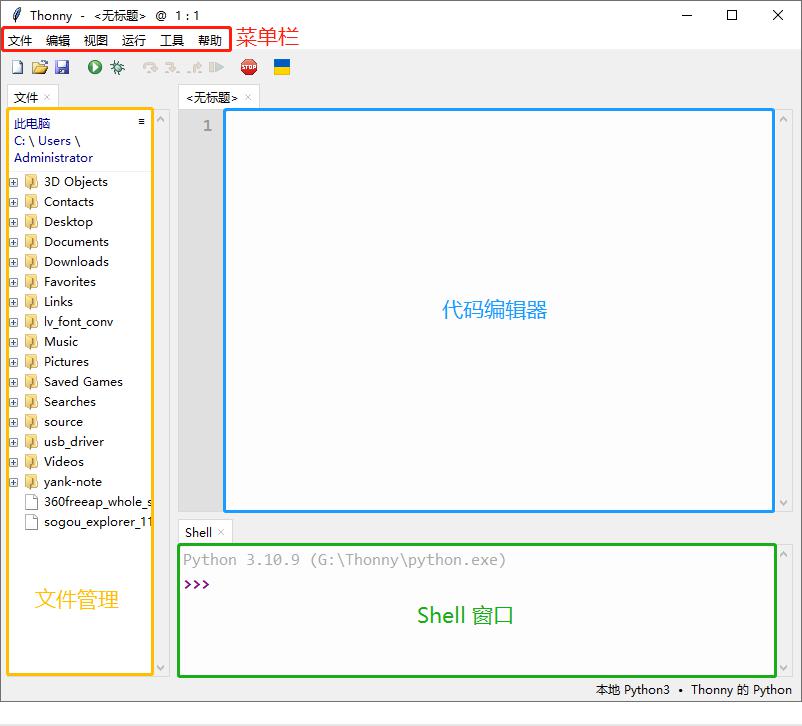 Thonny - <无标题> @ 1 : 1
文件 编辑 视图 运行 工具 帮助 菜单栏
STOP
文件 × <无标题> ×
此电脑 ≡
C: \ Users \
Administrator
1
3D Objects
Contacts
Desktop
Documents
Downloads
Favorites
Links
lv_font_conv
Music
Pictures
Saved Games
Searches
source
usb_driver
Videos
yank-note
360freeap_whole_s
sogou_explorer_11
文件管理
代码编辑器
Shell ×
Python 3.10.9 (G:\Thonny\python.exe)
>>>
Shell 窗口
本地 Python3 • Thonny 的 Python